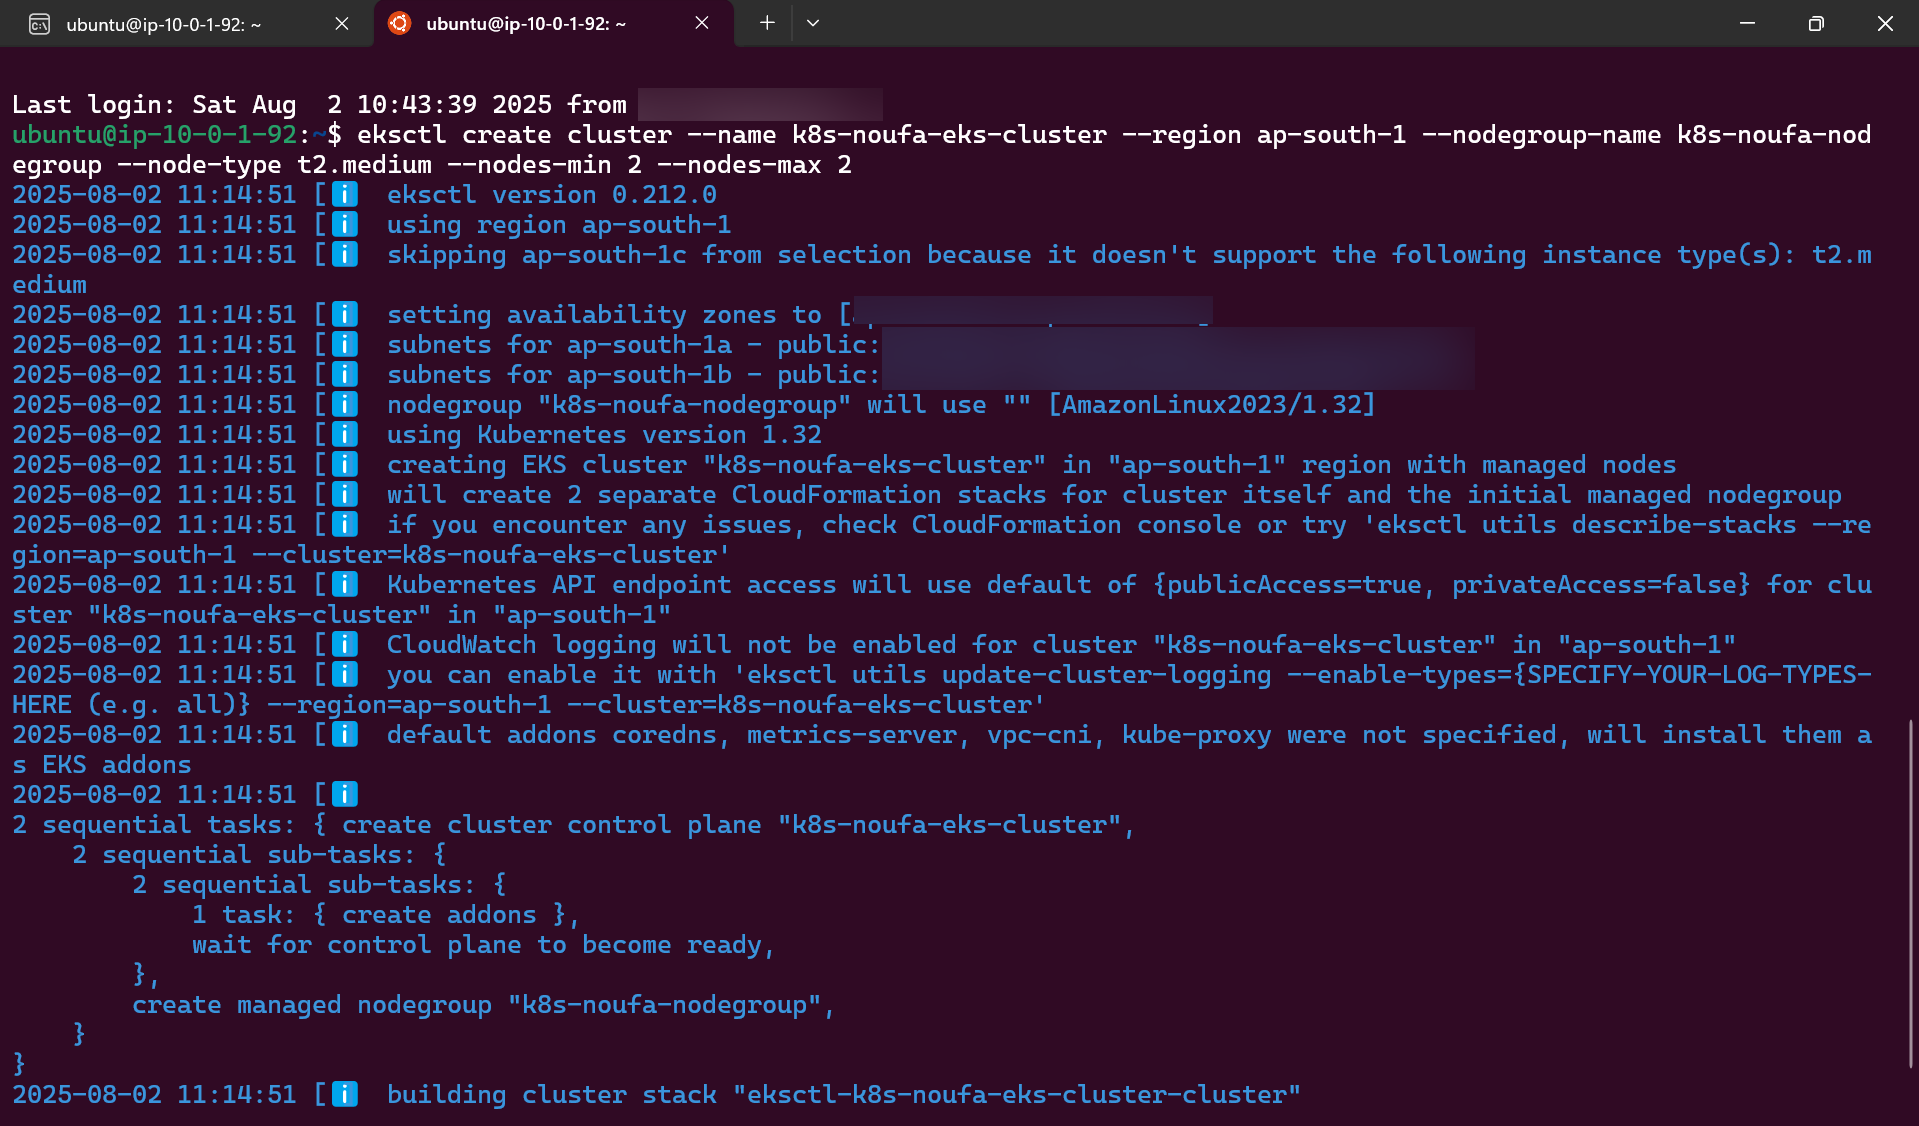 ubuntu@ip-10-0-1-92: ~
ubuntu@ip-10-0-1-92: ~
Last login: Sat Aug  2 10:43:39 2025 from
ubuntu@ip-10-0-1-92:~$ eksctl create cluster --name k8s-noufa-eks-cluster --region ap-south-1 --nodegroup-name k8s-noufa-nod
egroup --node-type t2.medium --nodes-min 2 --nodes-max 2
2025-08-02 11:14:51 [ℹ]  eksctl version 0.212.0
2025-08-02 11:14:51 [ℹ]  using region ap-south-1
2025-08-02 11:14:51 [ℹ]  skipping ap-south-1c from selection because it doesn't support the following instance type(s): t2.m
edium
2025-08-02 11:14:51 [ℹ]  setting availability zones to [
2025-08-02 11:14:51 [ℹ]  subnets for ap-south-1a - public:
2025-08-02 11:14:51 [ℹ]  subnets for ap-south-1b - public:
2025-08-02 11:14:51 [ℹ]  nodegroup "k8s-noufa-nodegroup" will use "" [AmazonLinux2023/1.32]
2025-08-02 11:14:51 [ℹ]  using Kubernetes version 1.32
2025-08-02 11:14:51 [ℹ]  creating EKS cluster "k8s-noufa-eks-cluster" in "ap-south-1" region with managed nodes
2025-08-02 11:14:51 [ℹ]  will create 2 separate CloudFormation stacks for cluster itself and the initial managed nodegroup
2025-08-02 11:14:51 [ℹ]  if you encounter any issues, check CloudFormation console or try 'eksctl utils describe-stacks --re
gion=ap-south-1 --cluster=k8s-noufa-eks-cluster'
2025-08-02 11:14:51 [ℹ]  Kubernetes API endpoint access will use default of {publicAccess=true, privateAccess=false} for clu
ster "k8s-noufa-eks-cluster" in "ap-south-1"
2025-08-02 11:14:51 [ℹ]  CloudWatch logging will not be enabled for cluster "k8s-noufa-eks-cluster" in "ap-south-1"
2025-08-02 11:14:51 [ℹ]  you can enable it with 'eksctl utils update-cluster-logging --enable-types={SPECIFY-YOUR-LOG-TYPES-
HERE (e.g. all)} --region=ap-south-1 --cluster=k8s-noufa-eks-cluster'
2025-08-02 11:14:51 [ℹ]  default addons coredns, metrics-server, vpc-cni, kube-proxy were not specified, will install them a
s EKS addons
2025-08-02 11:14:51 [ℹ]
2 sequential tasks: { create cluster control plane "k8s-noufa-eks-cluster",
    2 sequential sub-tasks: {
        2 sequential sub-tasks: {
            1 task: { create addons },
            wait for control plane to become ready,
        },
        create managed nodegroup "k8s-noufa-nodegroup",
    }
}
2025-08-02 11:14:51 [ℹ]  building cluster stack "eksctl-k8s-noufa-eks-cluster-cluster"